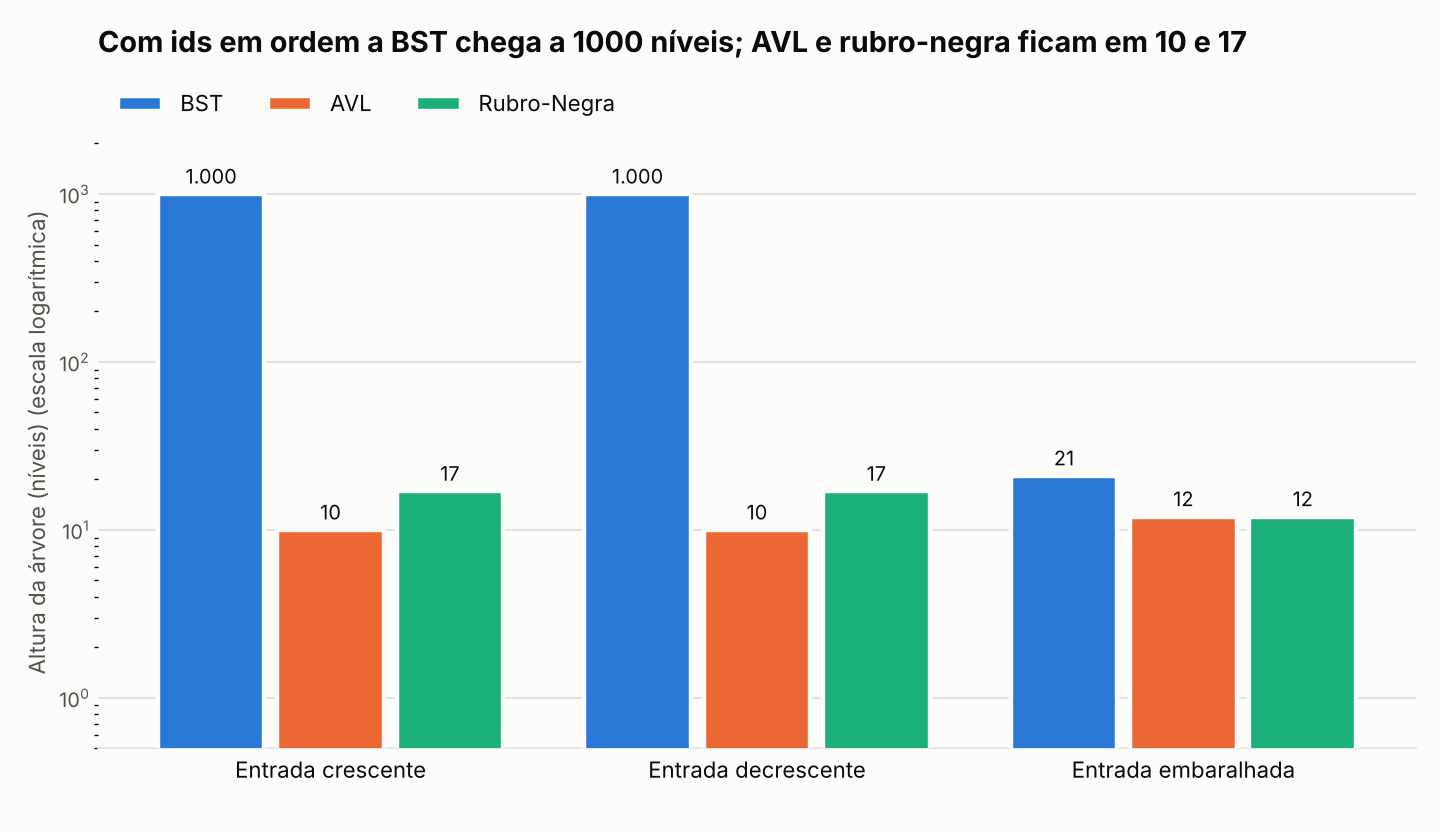 Com ids em ordem a BST chega a 1000 níveis; AVL e rubro-negra ficam em 10 e 17
BST AVL Rubro-Negra
Altura da árvore (níveis) (escala logarítmica)
10³
10²
10¹
10⁰
1.000 10 17
1.000 10 17
21 12 12
Entrada crescente Entrada decrescente Entrada embaralhada